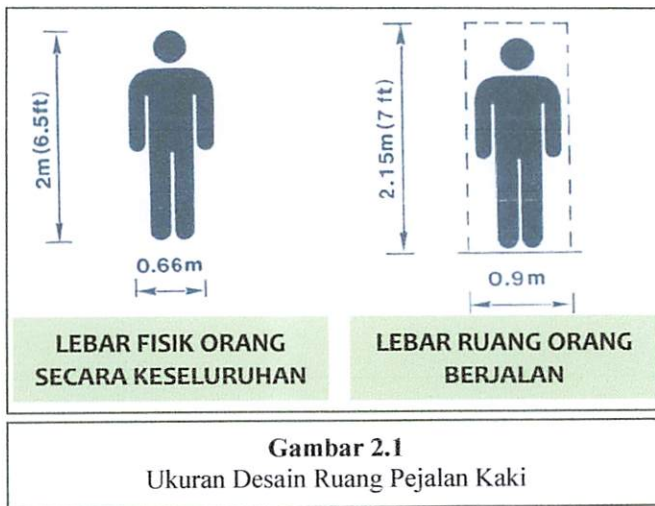 2m (6.5ft)
0.66m
LEBAR FISIK ORANG
SECARA KESELURUHAN
2.15m (7 ft)
0.9m
LEBAR RUANG ORANG
BERJALAN
Gambar 2.1
Ukuran Desain Ruang Pejalan Kaki